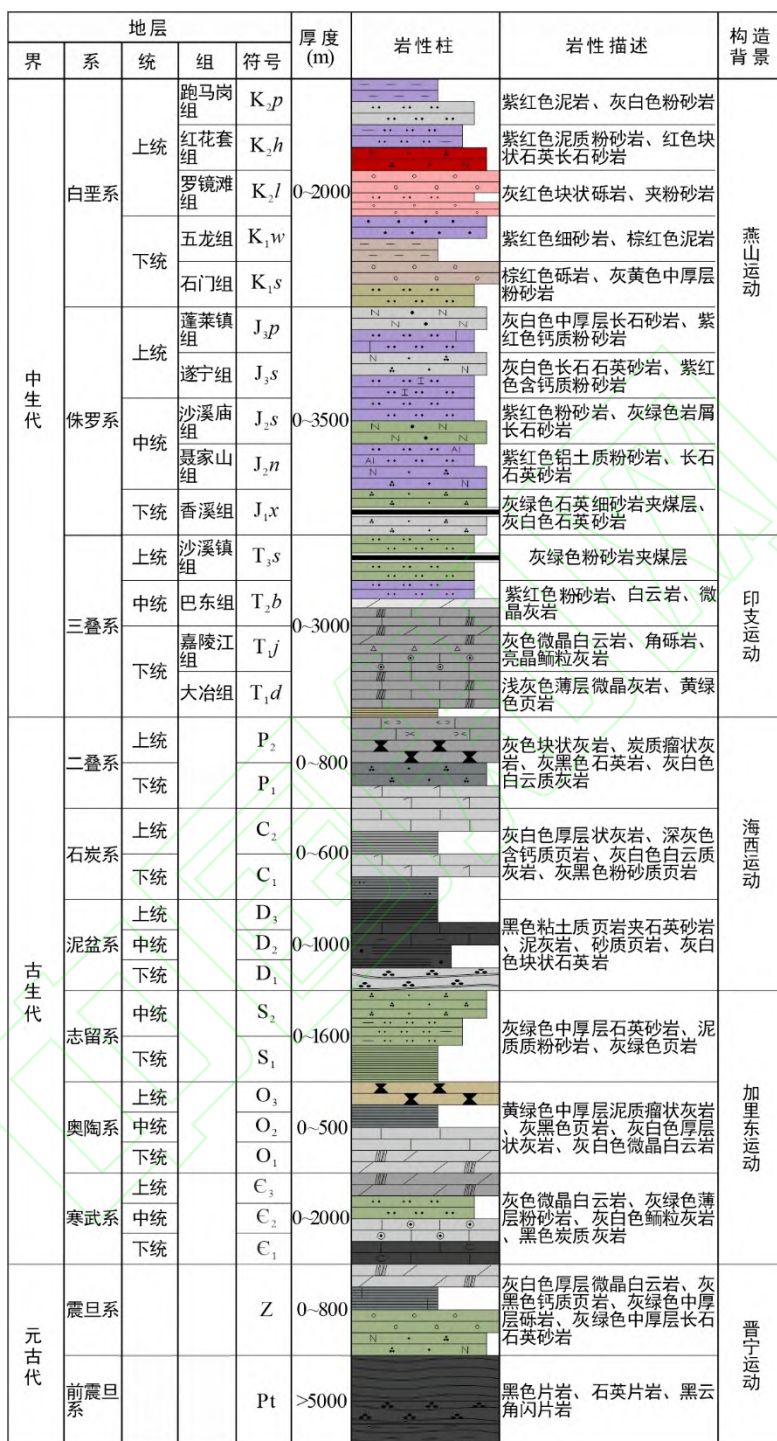 地层
厚度
(m)
岩性柱
岩性描述
构造
背景
界 系 统 组 符号
中生代
白垩系
上统
跑马岗
组
K₂p
紫红色泥岩、灰白色粉砂岩
红花套
组
K₂h
紫红色泥质粉砂岩、红色块
状石英长石砂岩
罗镜滩
组
K₂l
灰红色块状砾岩、夹粉砂岩
0~2000
下统
五龙组
K₁w
紫红色细砂岩、棕红色泥岩
石门组
K₁s
棕红色砾岩、灰黄色中厚层
粉砂岩
燕山运动
侏罗系
上统
蓬莱镇
组
J₃p
灰白色中厚层长石砂岩、紫
红色钙质粉砂岩
遂宁组
J₃s
灰白色长石石英砂岩、紫红
色含钙质粉砂岩
0~3500
中统
沙溪庙
组
J₂s
紫红色粉砂岩、灰绿色岩屑
长石砂岩
聂家山
组
J₂n
紫红色铝土质粉砂岩、长石
石英砂岩
下统
香溪组
J₁x
灰绿色石英细砂岩夹煤层、
灰白色石英砂岩
三叠系
上统
沙溪镇
组
T₃s
灰绿色粉砂岩夹煤层
中统
巴东组
T₂b
紫红色粉砂岩、白云岩、微
晶灰岩
0~3000
下统
嘉陵江
组
T₁j
灰色微晶白云岩、角砾岩、
亮晶鲕粒灰岩
大冶组
T₁d
浅灰色薄层微晶灰岩、黄绿
色页岩
印支运动
古生代
二叠系
上统
P₂
下统
P₁
0~800
灰色块状灰岩、炭质瘤状灰
岩、灰黑色石英岩、灰白色
白云质灰岩
石炭系
上统
C₂
下统
C₁
0~600
灰白色厚层状灰岩、深灰色
含钙质页岩、灰白色白云质
灰岩、灰黑色粉砂质页岩
海西运动
泥盆系
上统
D₃
中统
D₂
下统
D₁
0~1000
黑色粘土质页岩夹石英砂岩
、泥灰岩、砂质页岩、灰白
色块状石英岩
志留系
中统
S₂
下统
S₁
0~1600
灰绿色中厚层石英砂岩、泥
质质粉砂岩、灰绿色页岩
奥陶系
上统
O₃
中统
O₂
下统
O₁
0~500
黄绿色中厚层泥质瘤状灰岩
、灰黑色页岩、灰白色厚层
状灰岩、灰白色微晶白云岩
加里东运动
寒武系
上统
Є₃
中统
Є₂
下统
Є₁
0~2000
灰色微晶白云岩、灰绿色薄
层粉砂岩、灰白色鲕粒灰岩
、黑色炭质灰岩
元古代
震旦系
Z
0~800
灰白色厚层微晶白云岩、灰
黑色钙质页岩、灰绿色中厚
层砾岩、灰绿色中厚层长石
石英砂岩
前震旦
系
Pt
>5000
黑色片岩、石英片岩、黑云
角闪片岩
晋宁运动